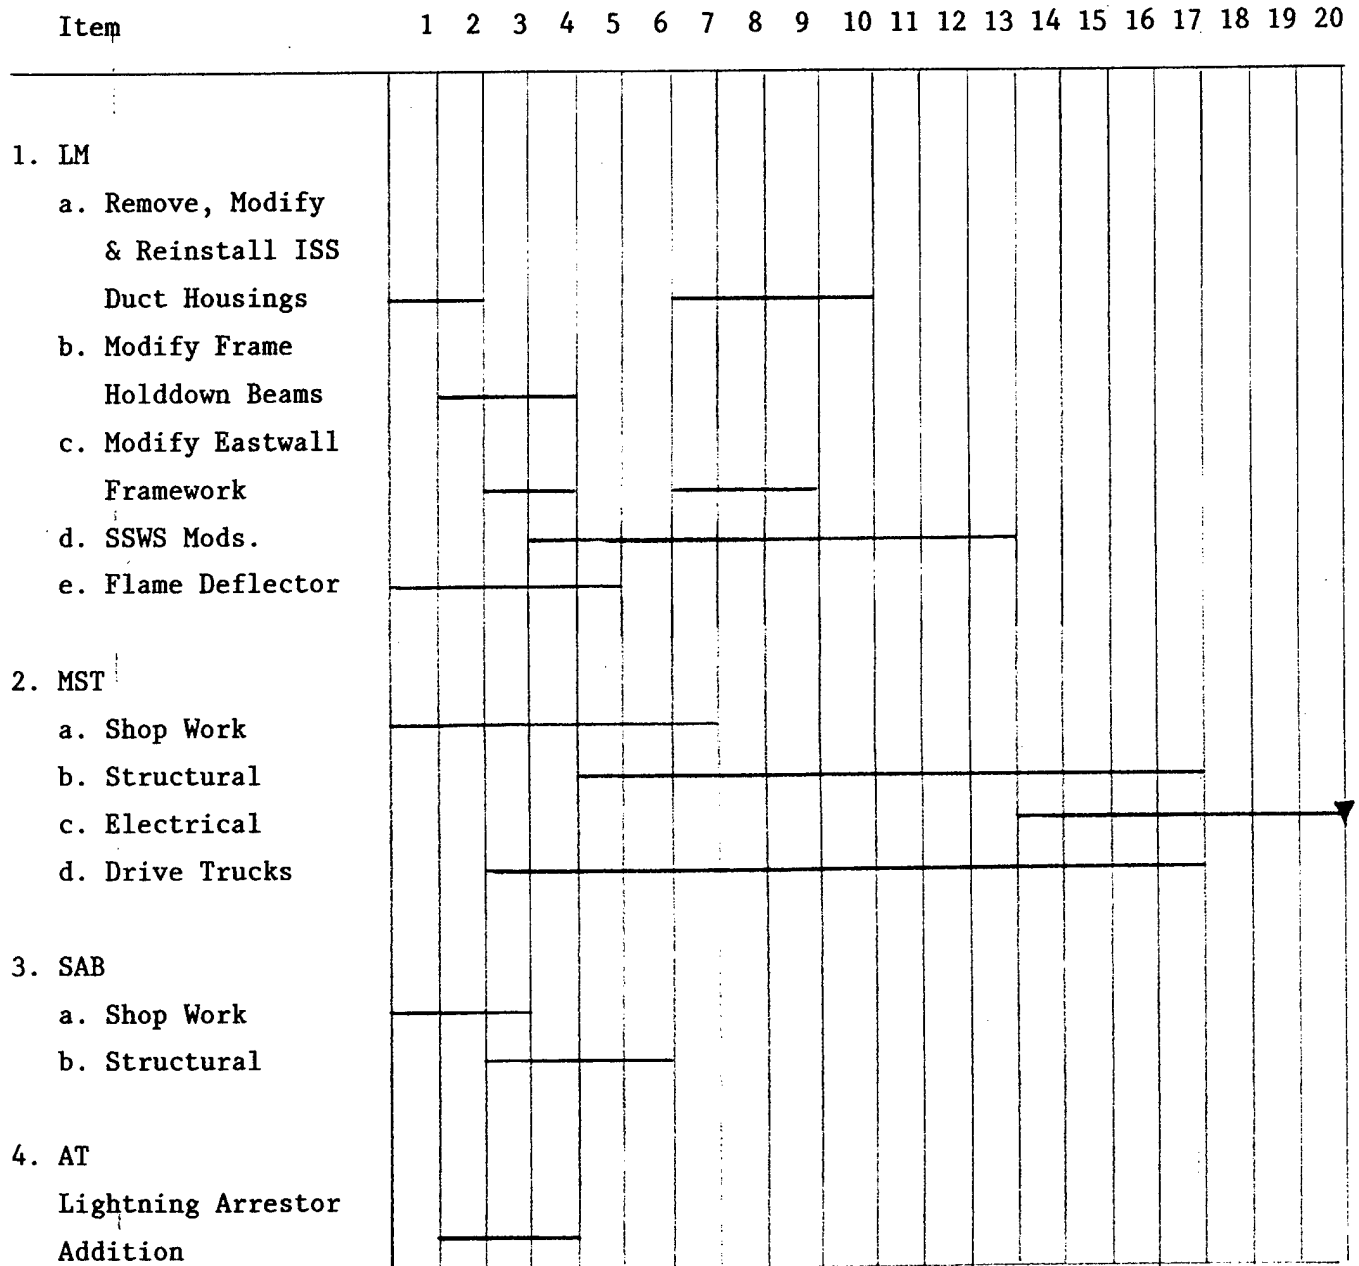 Item 1 2 3 4 5 6 7 8 9 10 11 12 13 14 15 16 17 18 19 20
1. LM
a. Remove, Modify
& Reinstall ISS
Duct Housings
b. Modify Frame
Holddown Beams
c. Modify Eastwall
Framework
d. SSWS Mods.
e. Flame Deflector
2. MST
a. Shop Work
b. Structural
c. Electrical
d. Drive Trucks
3. SAB
a. Shop Work
b. Structural
4. AT
Lightning Arrestor
Addition